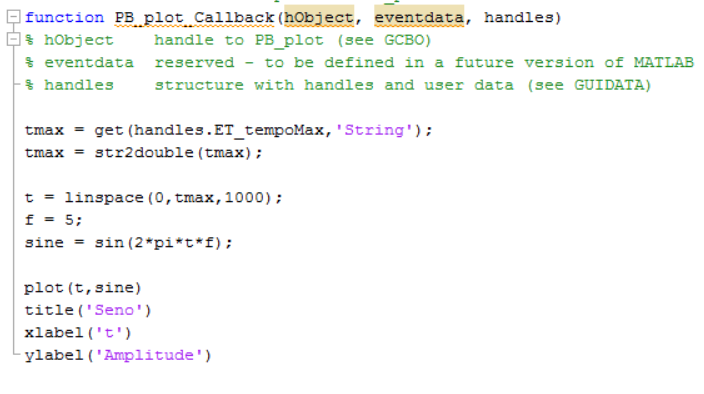 function PB_plot_Callback(hObject, eventdata, handles)
% hObject    handle to PB_plot (see GCBO)
% eventdata  reserved - to be defined in a future version of MATLAB
% handles    structure with handles and user data (see GUIDATA)
tmax = get(handles.ET_tempoMax,'String');
tmax = str2double(tmax);
t = linspace(0,tmax,1000);
f = 5;
sine = sin(2*pi*t*f);
plot(t,sine)
title('Seno')
xlabel('t')
ylabel('Amplitude')